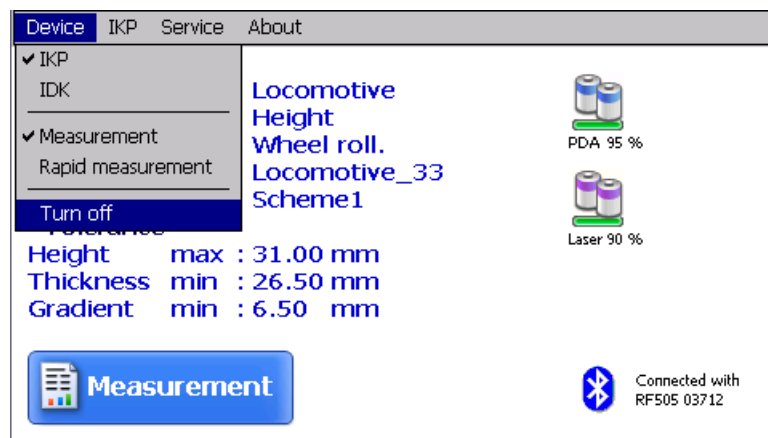 Device IKP Service About
IKP
IDK
Measurement
Rapid measurement
Turn off
Locomotive
Height
Wheel roll.
Locomotive_33
Scheme1
PDA 95 %
Laser 90 %
Tolerance
Height max : 31.00 mm
Thickness min : 26.50 mm
Gradient min : 6.50 mm
Measurement
Connected with
RF505 03712